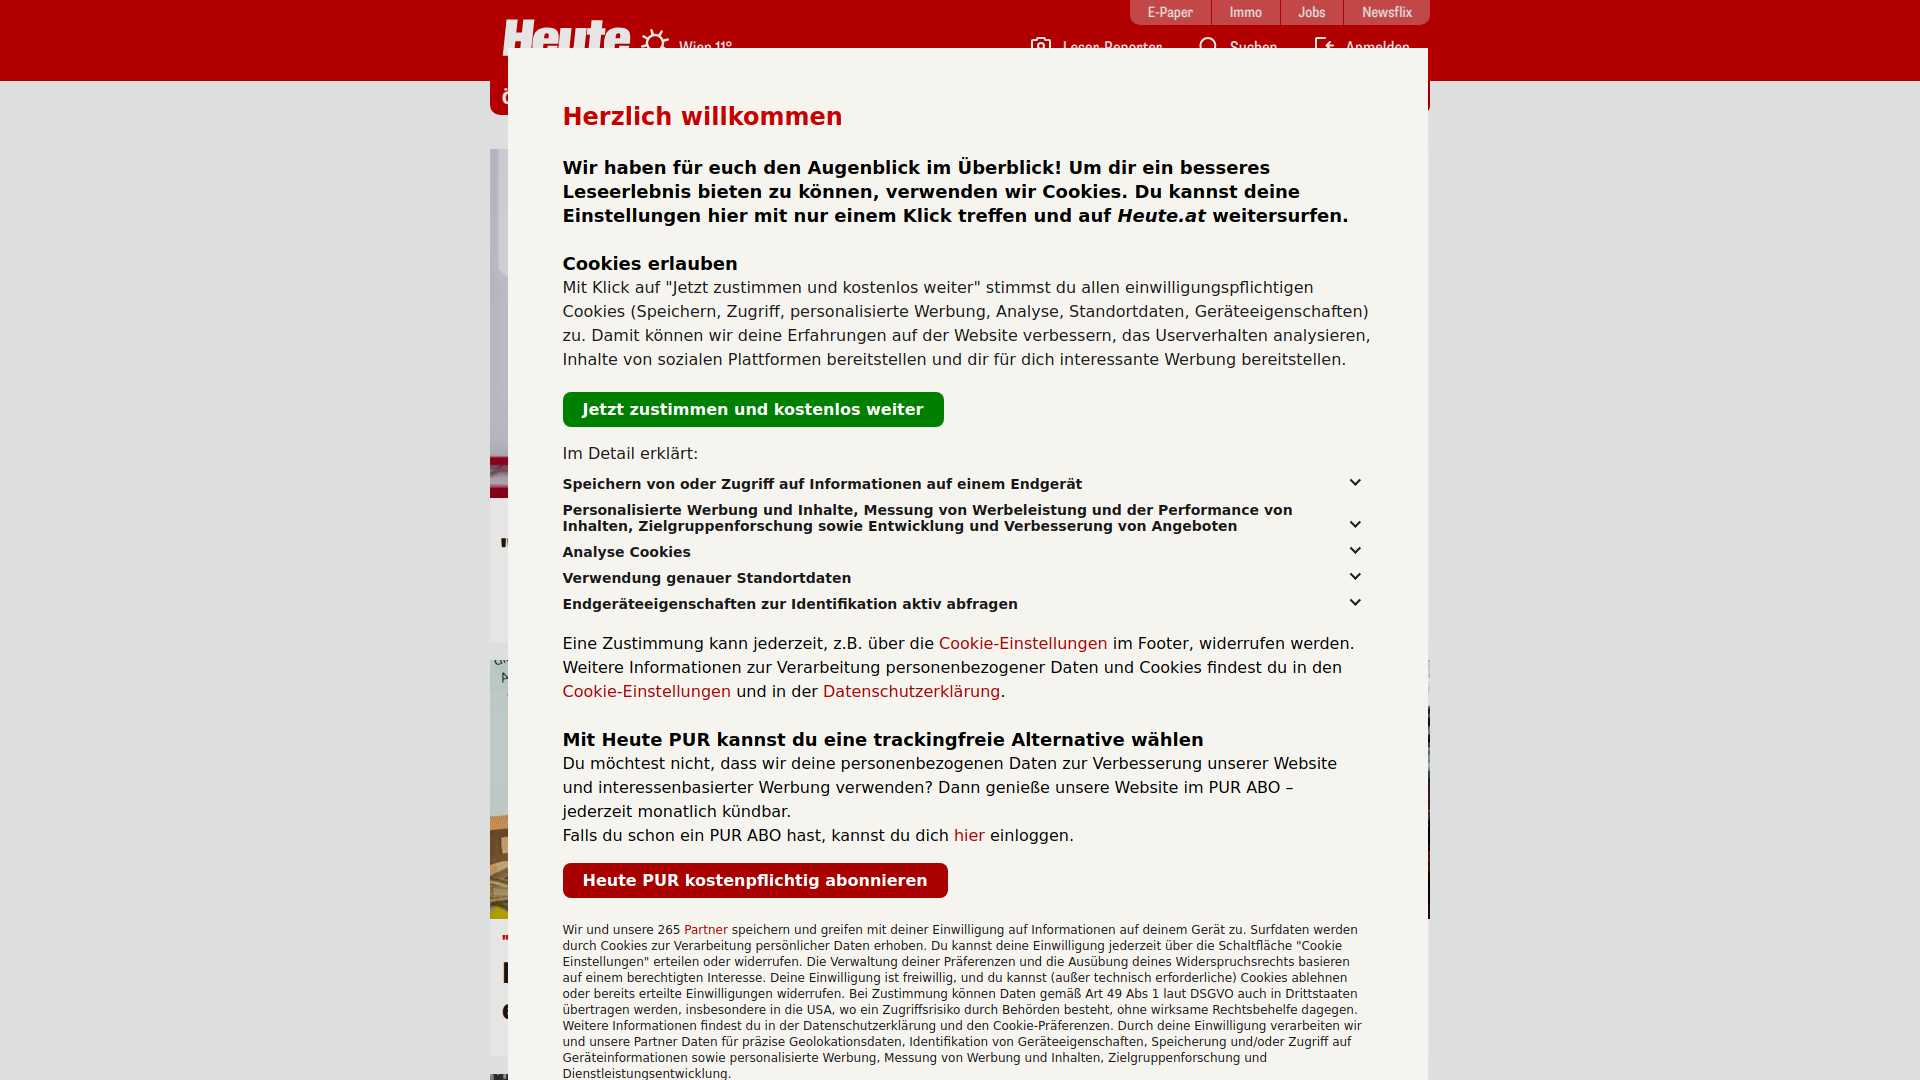 E-Paper Immo Jobs Newsflix
Heute
Wien 11° Leser-Reporter Suchen Anmelden
Herzlich willkommen
Wir haben für euch den Augenblick im Überblick! Um dir ein besseres
Leseerlebnis bieten zu können, verwenden wir Cookies. Du kannst deine
Einstellungen hier mit nur einem Klick treffen und auf Heute.at weitersurfen.
Cookies erlauben
Mit Klick auf "Jetzt zustimmen und kostenlos weiter" stimmst du allen einwilligungspflichtigen
Cookies (Speichern, Zugriff, personalisierte Werbung, Analyse, Standortdaten, Geräteeigenschaften)
zu. Damit können wir deine Erfahrungen auf der Website verbessern, das Userverhalten analysieren,
Inhalte von sozialen Plattformen bereitstellen und dir für dich interessante Werbung bereitstellen.
Jetzt zustimmen und kostenlos weiter
Im Detail erklärt:
Speichern von oder Zugriff auf Informationen auf einem Endgerät
Personalisierte Werbung und Inhalte, Messung von Werbeleistung und der Performance von
Inhalten, Zielgruppenforschung sowie Entwicklung und Verbesserung von Angeboten
Analyse Cookies
Verwendung genauer Standortdaten
Endgeräteeigenschaften zur Identifikation aktiv abfragen
Eine Zustimmung kann jederzeit, z.B. über die Cookie-Einstellungen im Footer, widerrufen werden.
Weitere Informationen zur Verarbeitung personenbezogener Daten und Cookies findest du in den
Cookie-Einstellungen und in der Datenschutzerklärung.
Mit Heute PUR kannst du eine trackingfreie Alternative wählen
Du möchtest nicht, dass wir deine personenbezogenen Daten zur Verbesserung unserer Website
und interessenbasierter Werbung verwenden? Dann genieße unsere Website im PUR ABO –
jederzeit monatlich kündbar.
Falls du schon ein PUR ABO hast, kannst du dich hier einloggen.
Heute PUR kostenpflichtig abonnieren
Wir und unsere 265 Partner speichern und greifen mit deiner Einwilligung auf Informationen auf deinem Gerät zu. Surfdaten werden
durch Cookies zur Verarbeitung persönlicher Daten erhoben. Du kannst deine Einwilligung jederzeit über die Schaltfläche "Cookie
Einstellungen" erteilen oder widerrufen. Die Verwaltung deiner Präferenzen und die Ausübung deines Widerspruchsrechts basieren
auf einem berechtigten Interesse. Deine Einwilligung ist freiwillig, und du kannst (außer technisch erforderliche) Cookies ablehnen
oder bereits erteilte Einwilligungen widerrufen. Bei Zustimmung können Daten gemäß Art 49 Abs 1 laut DSGVO auch in Drittstaaten
übertragen werden, insbesondere in die USA, wo ein Zugriffsrisiko durch Behörden besteht, ohne wirksame Rechtsbehelfe dagegen.
Weitere Informationen findest du in der Datenschutzerklärung und den Cookie-Präferenzen. Durch deine Einwilligung verarbeiten wir
und unsere Partner Daten für präzise Geolokationsdaten, Identifikation von Geräteeigenschaften, Speicherung und/oder Zugriff auf
Geräteinformationen sowie personalisierte Werbung, Messung von Werbung und Inhalten, Zielgruppenforschung und
Dienstleistungsentwicklung.